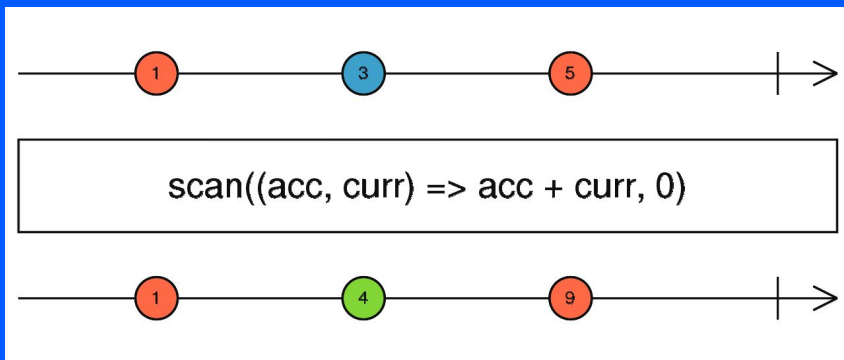 1 3 5
scan((acc, curr) => acc + curr, 0)
1 4 9